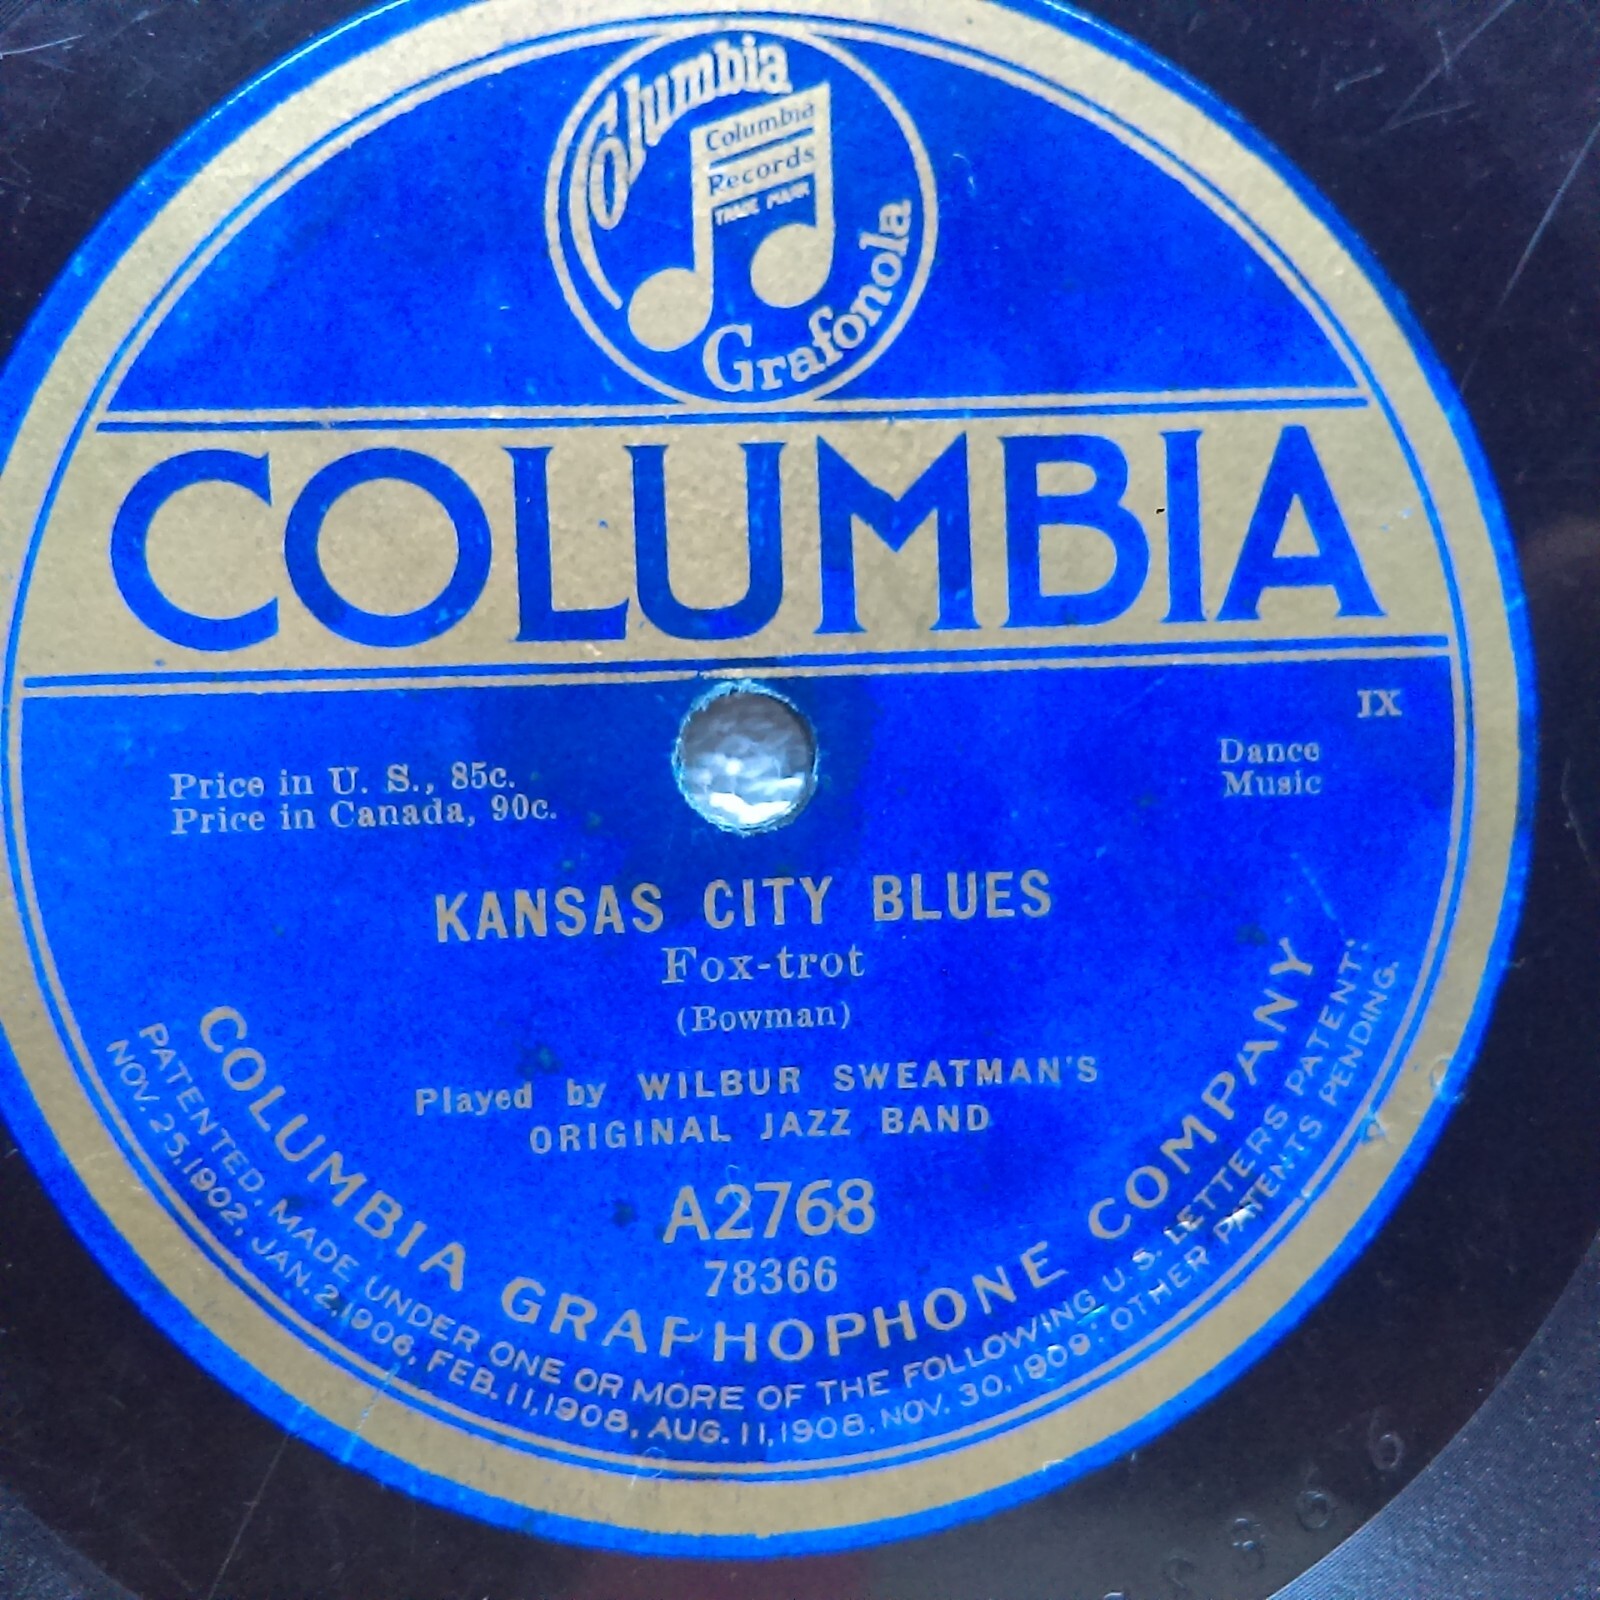 Columbia
Columbia
Records
TRADE MARK
Grafonola
COLUMBIA
IX
Price in U. S., 85c.
Price in Canada, 90c.
Dance
Music
KANSAS CITY BLUES
Fox-trot
(Bowman)
Played by WILBUR SWEATMAN'S
ORIGINAL JAZZ BAND
A2768
78366
COLUMBIA GRAPHOPHONE COMPANY
PATENTED, MADE UNDER ONE OR MORE OF THE FOLLOWING U.S. LETTERS PATENT:
NOV. 25, 1902, JAN. 2, 1906, FEB. 11, 1908, AUG. 11, 1908, NOV. 30, 1909: OTHER PATENTS PENDING.